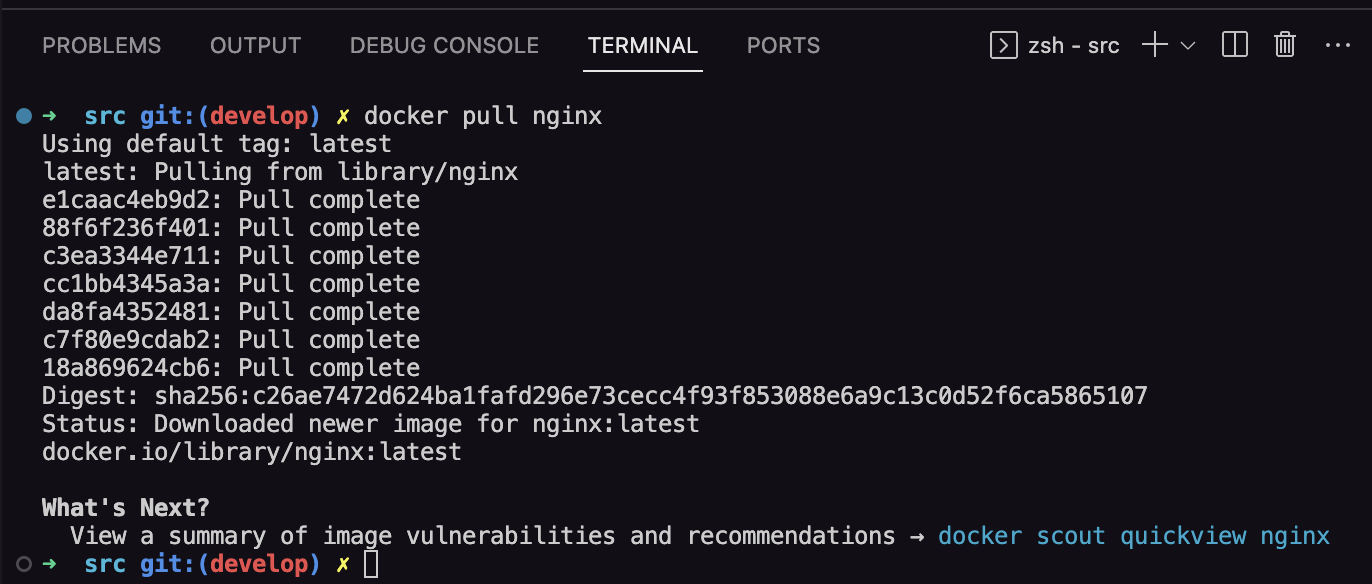 PROBLEMS OUTPUT DEBUG CONSOLE TERMINAL PORTS zsh - src
➜ src git:(develop) ✗ docker pull nginx
Using default tag: latest
latest: Pulling from library/nginx
e1caac4eb9d2: Pull complete
88f6f236f401: Pull complete
c3ea3344e711: Pull complete
cc1bb4345a3a: Pull complete
da8fa4352481: Pull complete
c7f80e9cdab2: Pull complete
18a869624cb6: Pull complete
Digest: sha256:c26ae7472d624ba1fafd296e73cecc4f93f853088e6a9c13c0d52f6ca5865107
Status: Downloaded newer image for nginx:latest
docker.io/library/nginx:latest
What's Next?
View a summary of image vulnerabilities and recommendations → docker scout quickview nginx
➜ src git:(develop) ✗